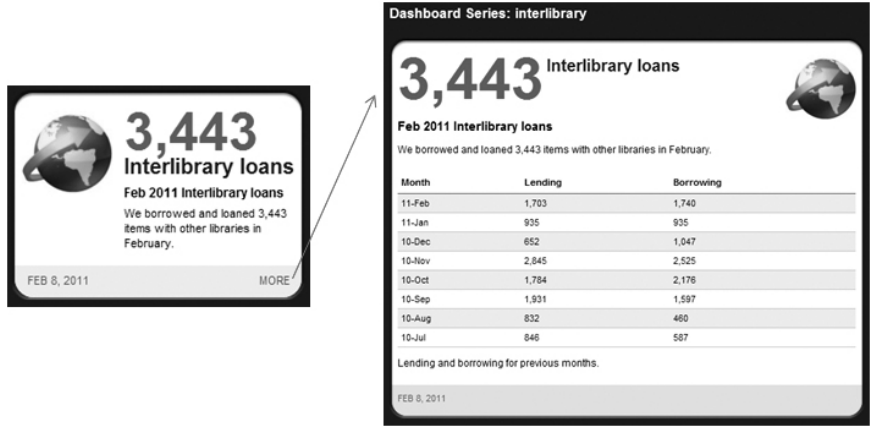 3,443
Interlibrary loans
Feb 2011 Interlibrary loans
We borrowed and loaned 3,443
items with other libraries in
February.
FEB 8, 2011 MORE
Dashboard Series: interlibrary
3,443 Interlibrary loans
Feb 2011 Interlibrary loans
We borrowed and loaned 3,443 items with other libraries in February.
Month Lending Borrowing
11-Feb 1,703 1,740
11-Jan 935 935
10-Dec 652 1,047
10-Nov 2,845 2,525
10-Oct 1,784 2,176
10-Sep 1,931 1,597
10-Aug 832 460
10-Jul 846 587
Lending and borrowing for previous months.
FEB 8, 2011